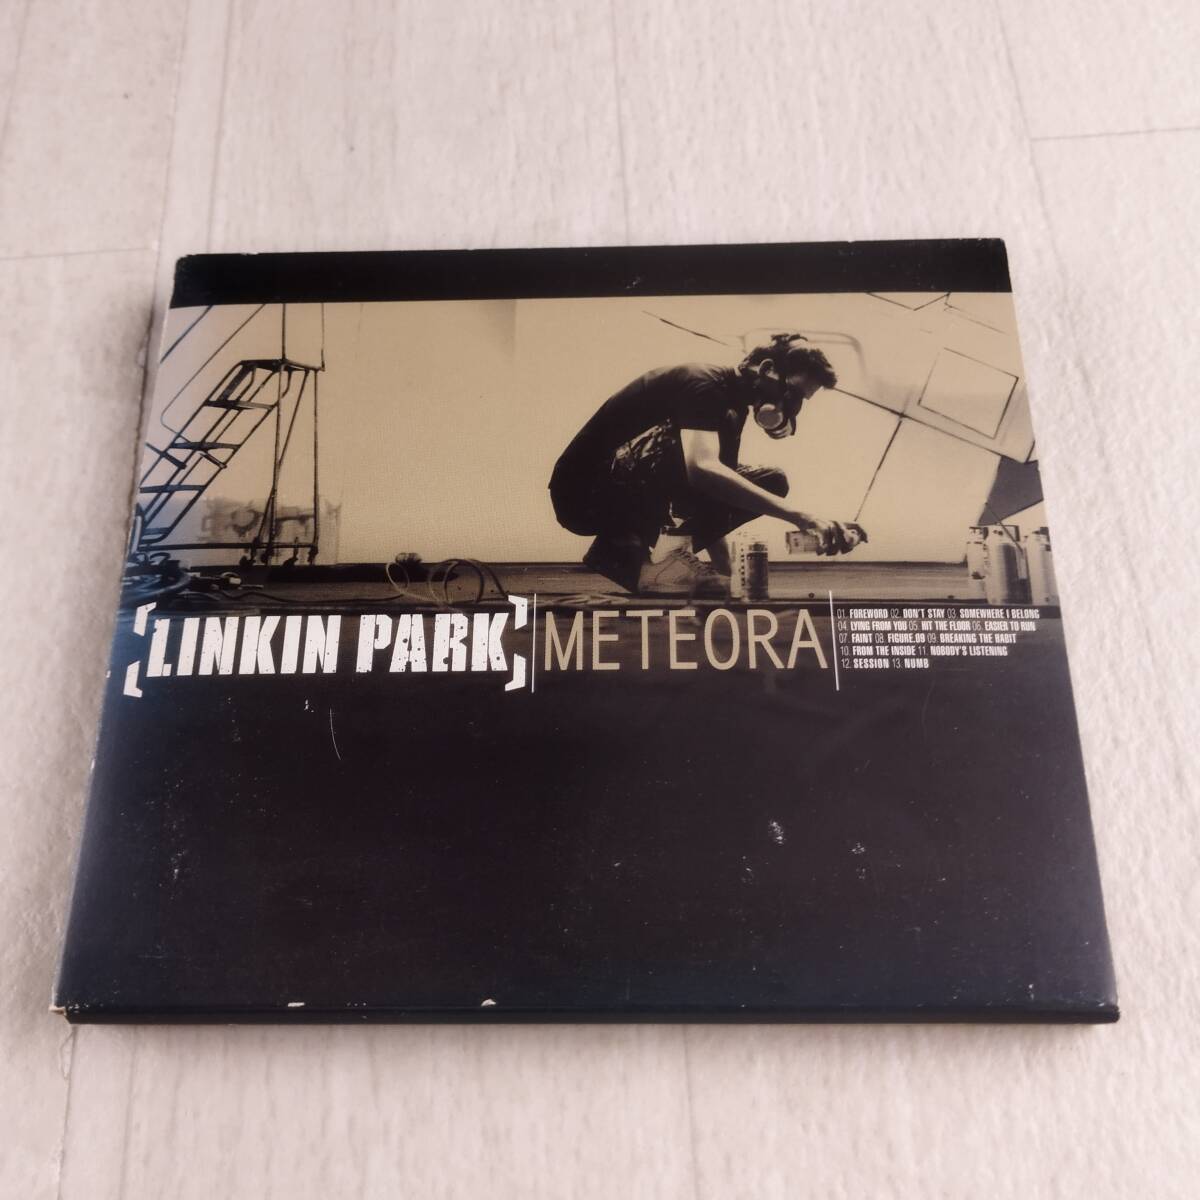 [LINKIN PARK]
METEORA
01. FOREWORD 02. DON'T STAY 03. SOMEWHERE I BELONG
04. LYING FROM YOU 05. HIT THE FLOOR 06. EASIER TO RUN
07. FAINT 08. FIGURE.09 09. BREAKING THE HABIT
10. FROM THE INSIDE 11. NOBODY'S LISTENING
12. SESSION 13. NUMB